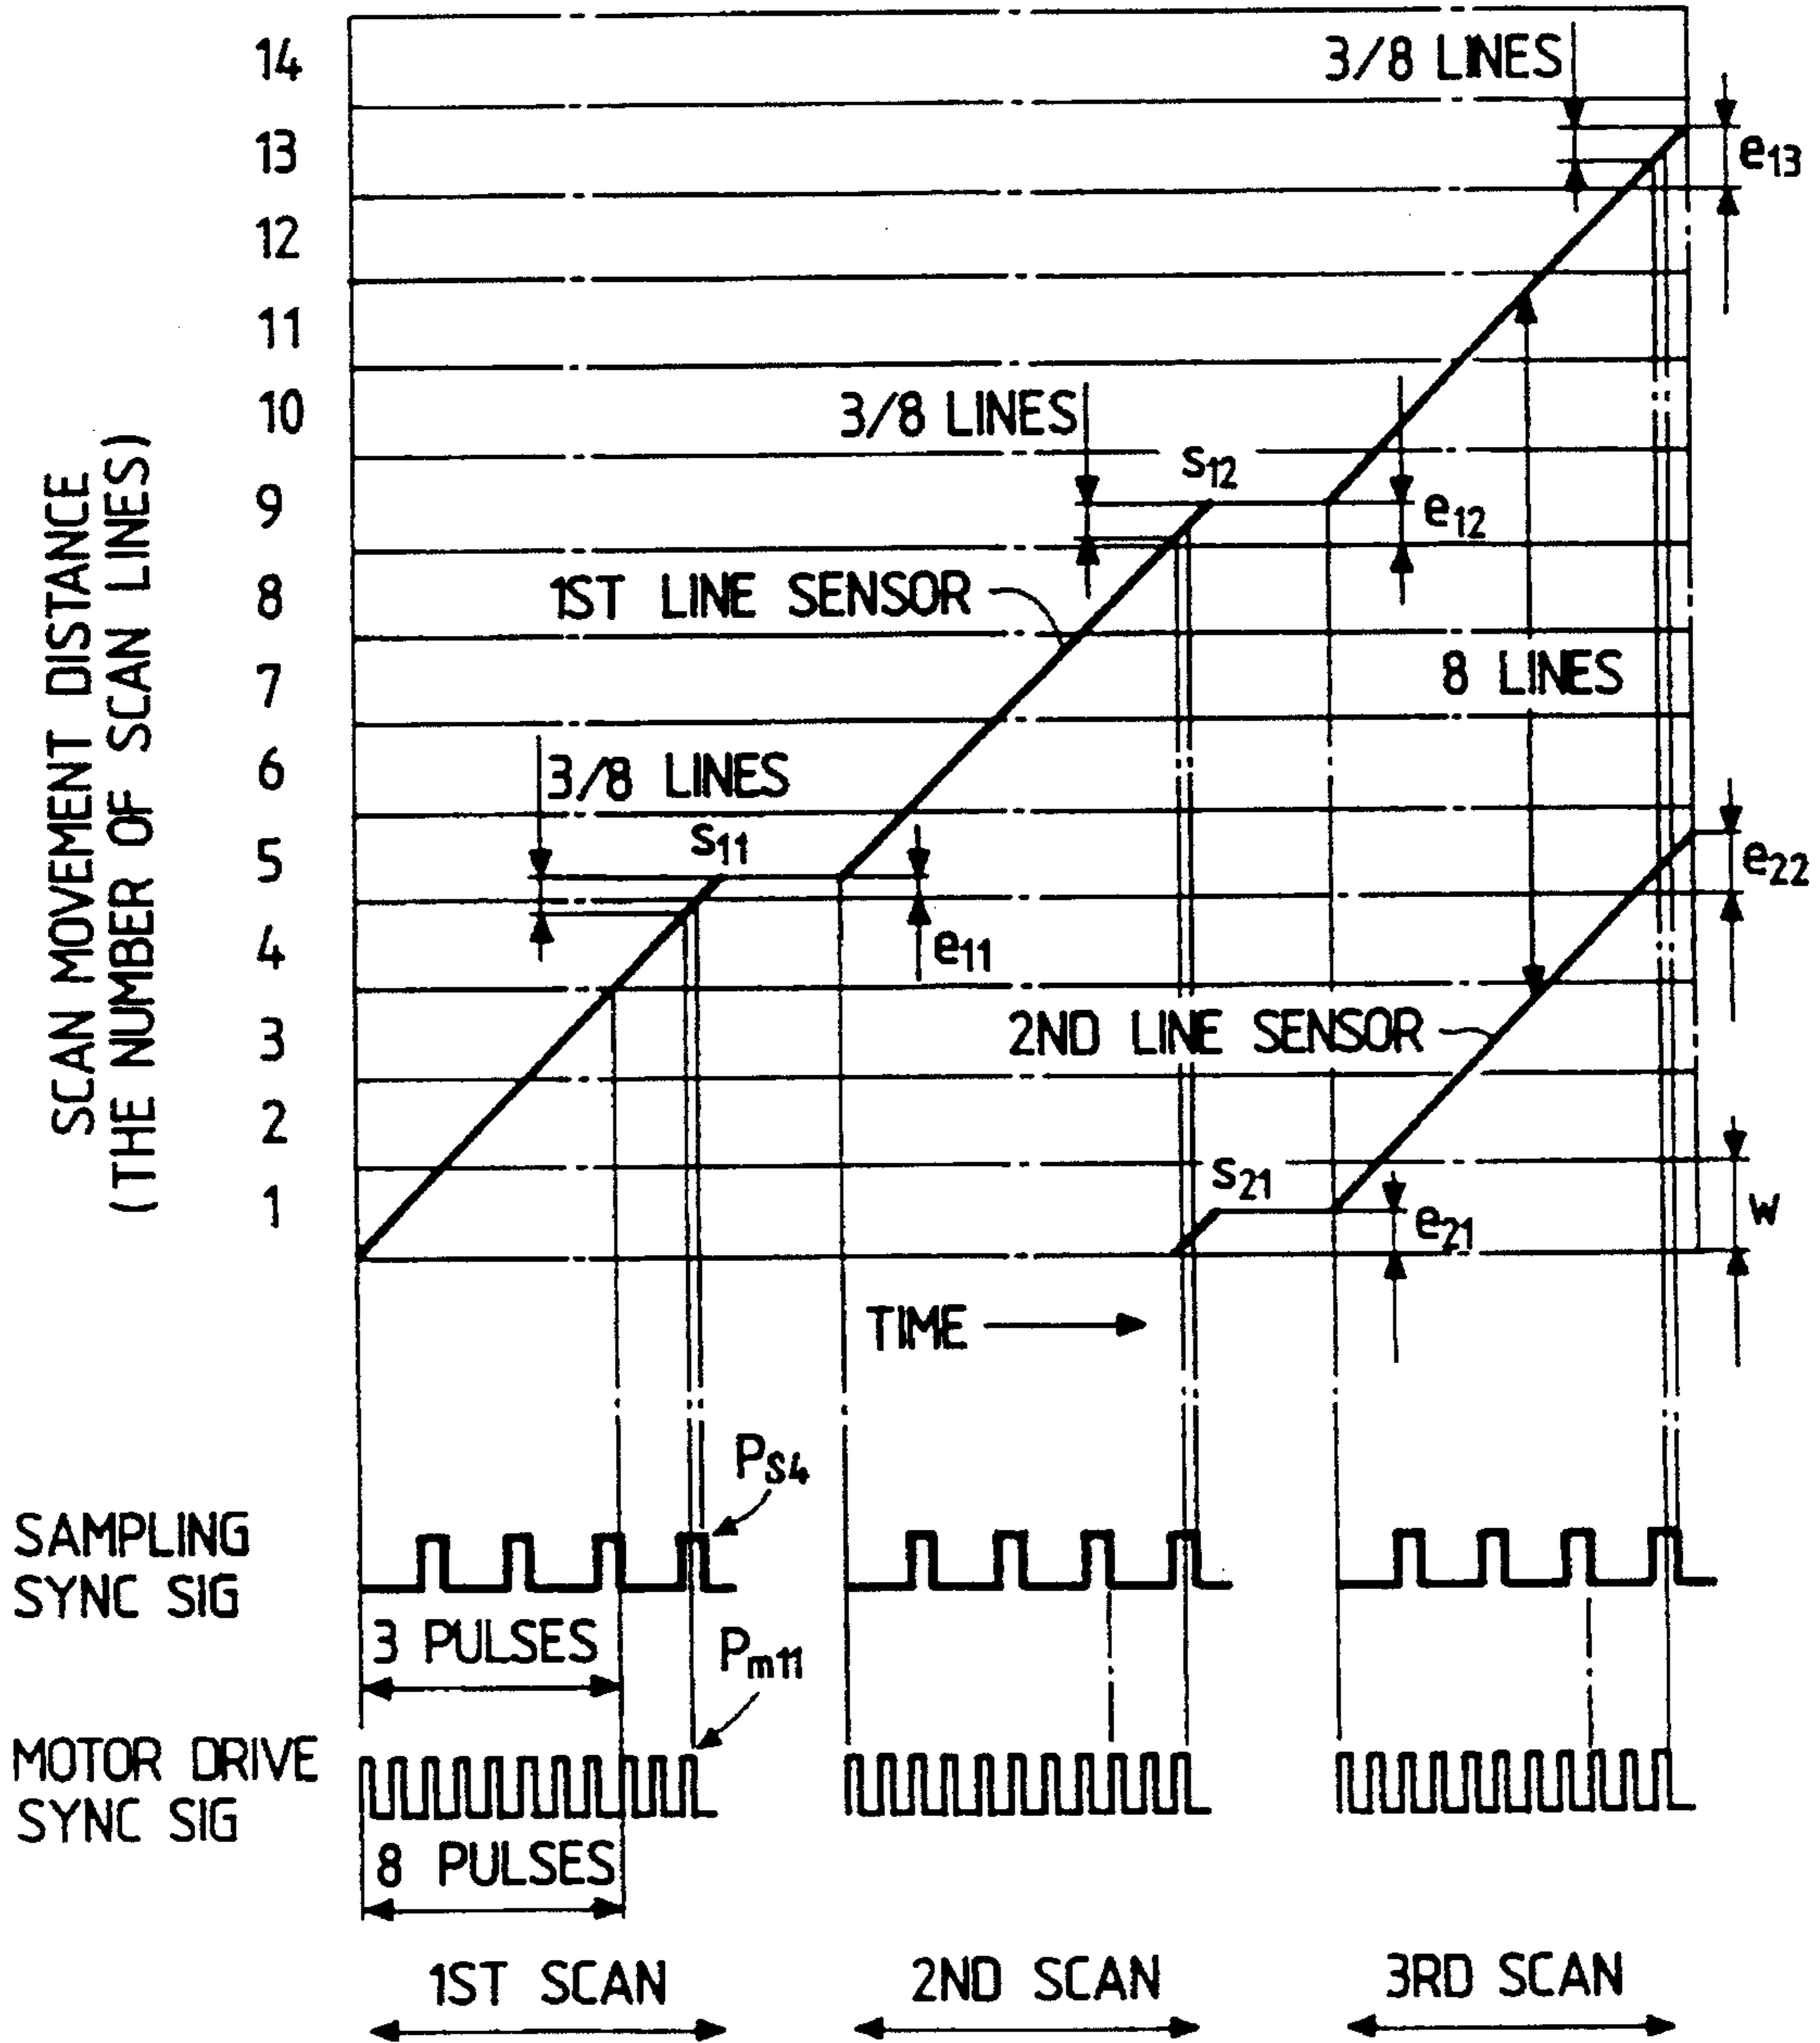 14
3/8 LINES
13
e13
12
11
10
3/8 LINES
s12
9
e12
8
1ST LINE SENSOR
7
8 LINES
6
3/8 LINES
s11
5
e22
4
e11
3
2ND LINE SENSOR
2
s21
1
e21
W
SCAN MOVEMENT DISTANCE
(THE NUMBER OF SCAN LINES)
TIME
PS4
SAMPLING
SYNC SIG
3 PULSES
Pm11
MOTOR DRIVE
SYNC SIG
8 PULSES
1ST SCAN
2ND SCAN
3RD SCAN